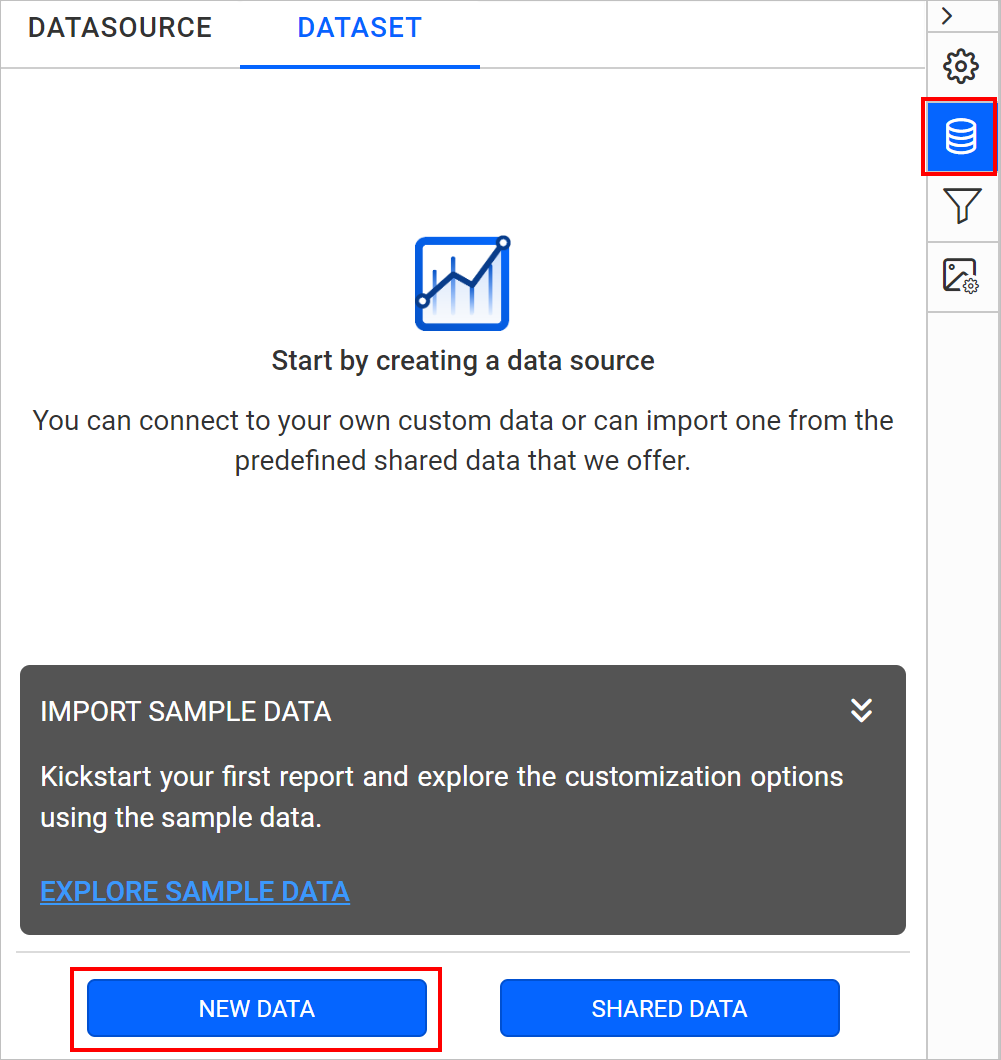 DATASOURCE
DATASET
Start by creating a data source
You can connect to your own custom data or can import one from the
predefined shared data that we offer.
IMPORT SAMPLE DATA
Kickstart your first report and explore the customization options
using the sample data.
EXPLORE SAMPLE DATA
NEW DATA
SHARED DATA